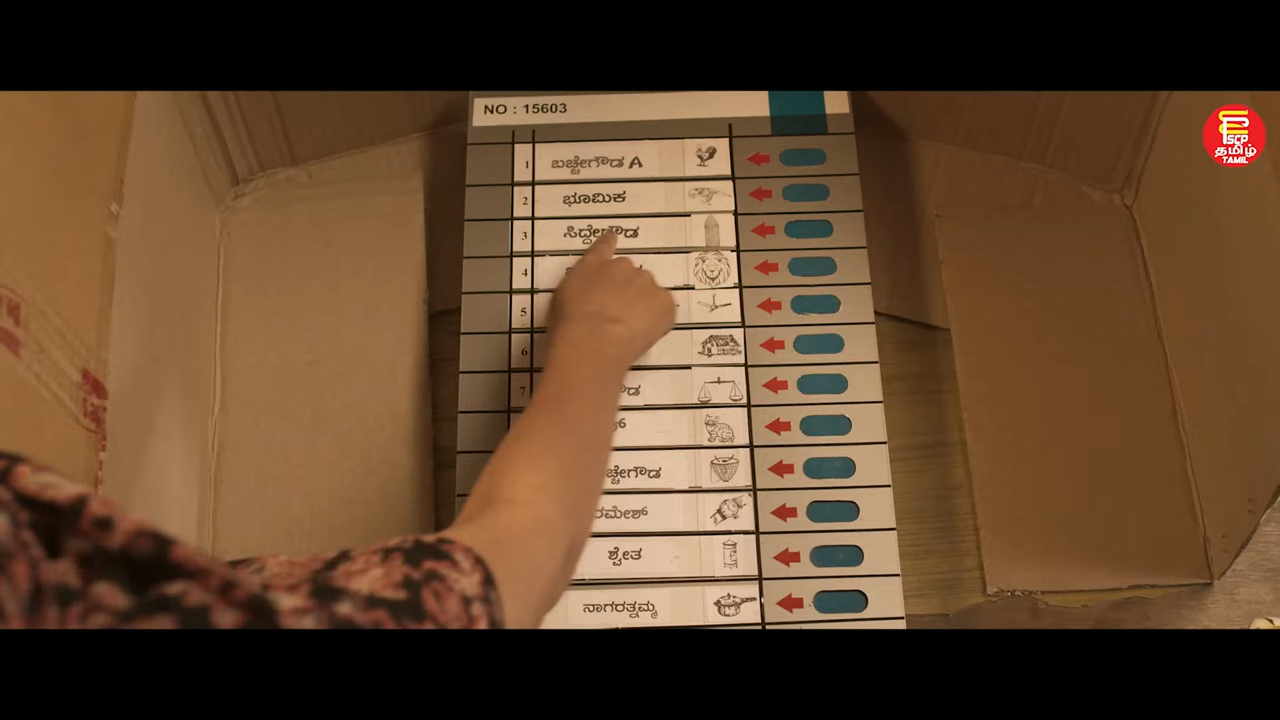 NO : 15603
1 ಬಚ್ಚೇಗೌಡ A
2 ಭೂಮಿಕ
3 ಸಿದ್ದೇಗೌಡ
4
5
6
7
ಚ್ಚೇಗೌಡ
ರಮೇಶ್
ಶ್ವೇತ
ನಾಗರತ್ನಮ್ಮ
SCP
தமிழ்
TAMIL